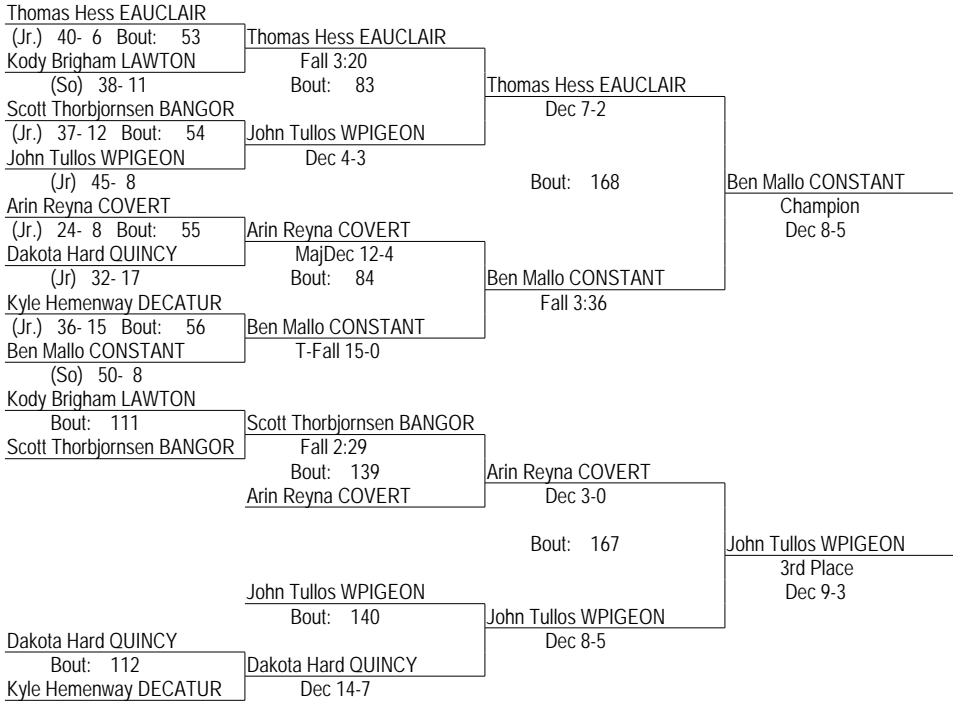 Thomas Hess EAUCLAIR
(Jr.) 40- 6 Bout: 53
Thomas Hess EAUCLAIR
Kody Brigham LAWTON
Fall 3:20
(So) 38- 11
Bout: 83
Thomas Hess EAUCLAIR
Scott Thorbjornsen BANGOR
Dec 7-2
(Jr.) 37- 12 Bout: 54
John Tullos WPIGEON
John Tullos WPIGEON
Dec 4-3
(Jr) 45- 8
Bout: 168
Ben Mallo CONSTANT
Arin Reyna COVERT
Champion
(Jr.) 24- 8 Bout: 55
Arin Reyna COVERT
Dec 8-5
Dakota Hard QUINCY
MajDec 12-4
(Jr) 32- 17
Bout: 84
Ben Mallo CONSTANT
Kyle Hemenway DECATUR
Fall 3:36
(Jr.) 36- 15 Bout: 56
Ben Mallo CONSTANT
Ben Mallo CONSTANT
T-Fall 15-0
(So) 50- 8
Kody Brigham LAWTON
Bout: 111
Scott Thorbjornsen BANGOR
Scott Thorbjornsen BANGOR
Fall 2:29
Bout: 139
Arin Reyna COVERT
Arin Reyna COVERT
Dec 3-0
Bout: 167
John Tullos WPIGEON
3rd Place
Dec 9-3
John Tullos WPIGEON
Bout: 140
John Tullos WPIGEON
Dec 8-5
Dakota Hard QUINCY
Bout: 112
Dakota Hard QUINCY
Kyle Hemenway DECATUR
Dec 14-7